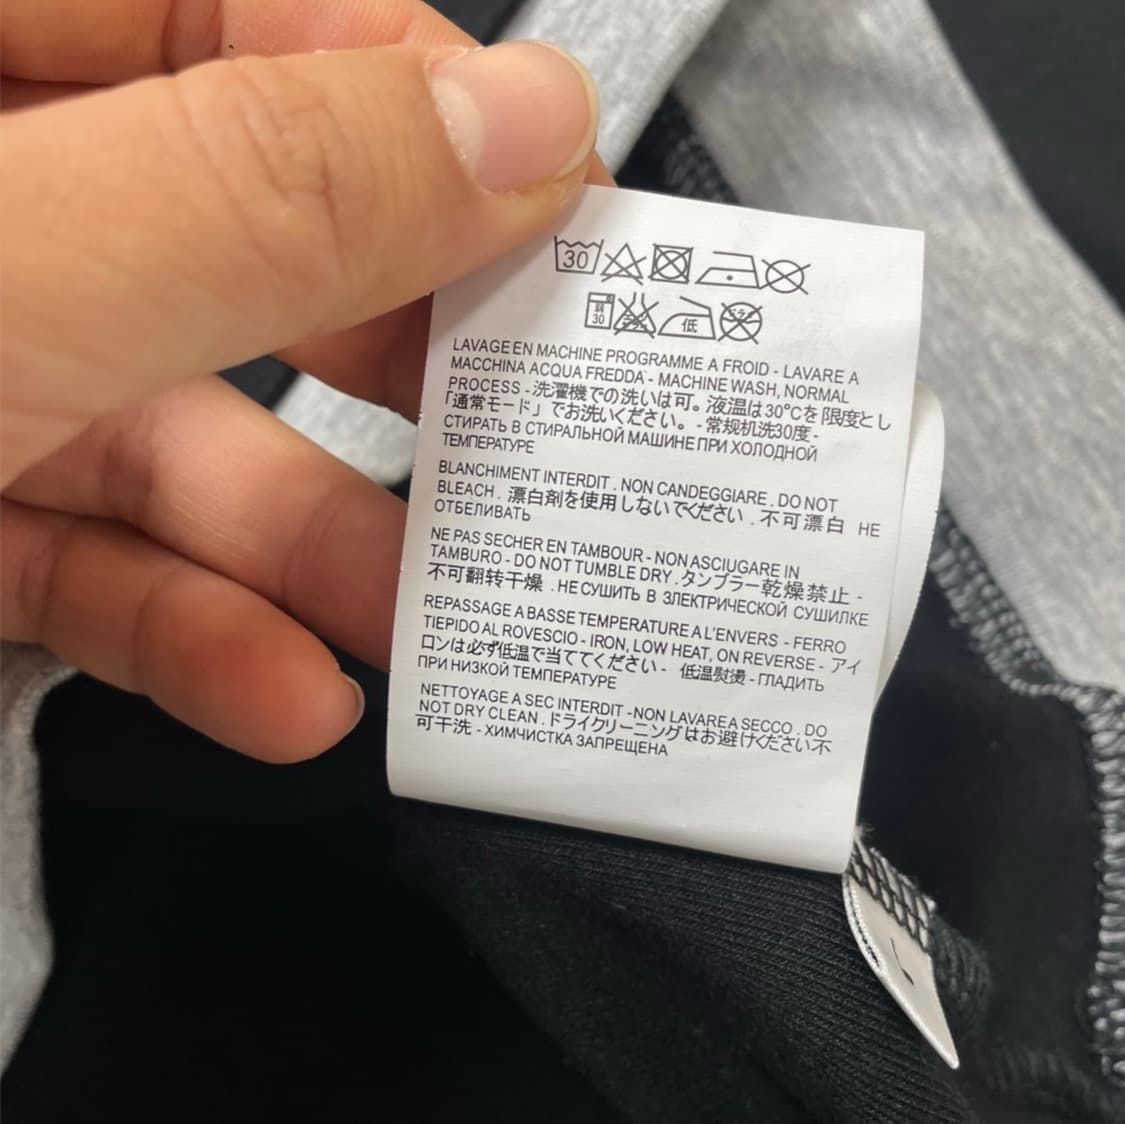 30
弱 30 低
LAVAGE EN MACHINE PROGRAMME A FROID - LAVARE A
MACCHINA ACQUA FREDDA - MACHINE WASH, NORMAL
PROCESS - 洗濯機での洗いは可。液温は30°Cを限度とし
「通常モード」でお洗いください。- 常规机洗30度 -
СТИРАТЬ В СТИРАЛЬНОЙ МАШИНЕ ПРИ ХОЛОДНОЙ
ТЕМПЕРАТУРЕ
BLANCHIMENT INTERDIT . NON CANDEGGIARE . DO NOT
BLEACH . 漂白剤を使用しないでください . 不可漂白 НЕ
ОТБЕЛИВАТЬ
NE PAS SECHER EN TAMBOUR - NON ASCIUGARE IN
TAMBURO - DO NOT TUMBLE DRY . タンブラー乾燥禁止 -
不可翻转干燥 . НЕ СУШИТЬ В ЗЛЕКТРИЧЕСКОЙ СУШИЛКЕ
REPASSAGE A BASSE TEMPERATURE A L'ENVERS - FERRO
TIEPIDO AL ROVESCIO - IRON, LOW HEAT, ON REVERSE - アイ
ロンは必ず低温で当ててください - 低温熨烫 - ГЛАДИТЬ
ПРИ НИЗКОЙ ТЕМПЕРАТУРЕ
NETTOYAGE A SEC INTERDIT - NON LAVARE A SECCO . DO
NOT DRY CLEAN . ドライクリーニングはお避けください不
可干洗 - ХИМЧИСТКА ЗАПРЕЩЕНА
L